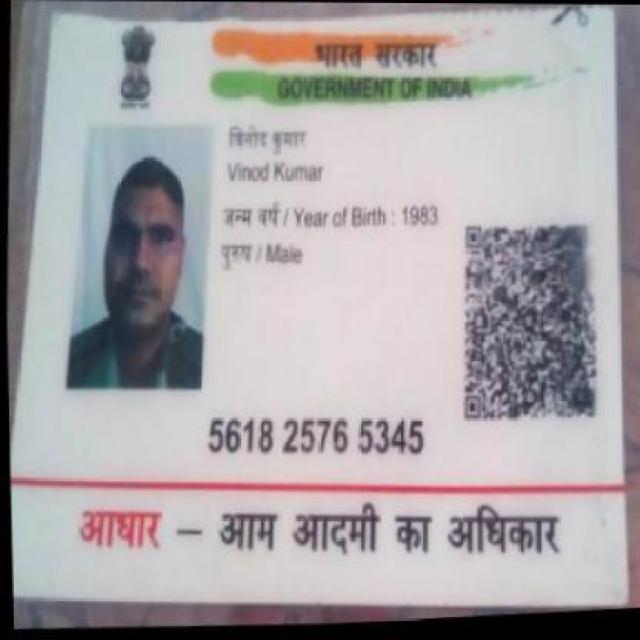 भारत सरकार
GOVERNMENT OF INDIA
बिनोद कुमार
Vinod Kumar
जन्म वर्ष / Year of Birth : 1983
पुरुष / Male
5618 2576 5345
आधार – आम आदमी का अधिकार